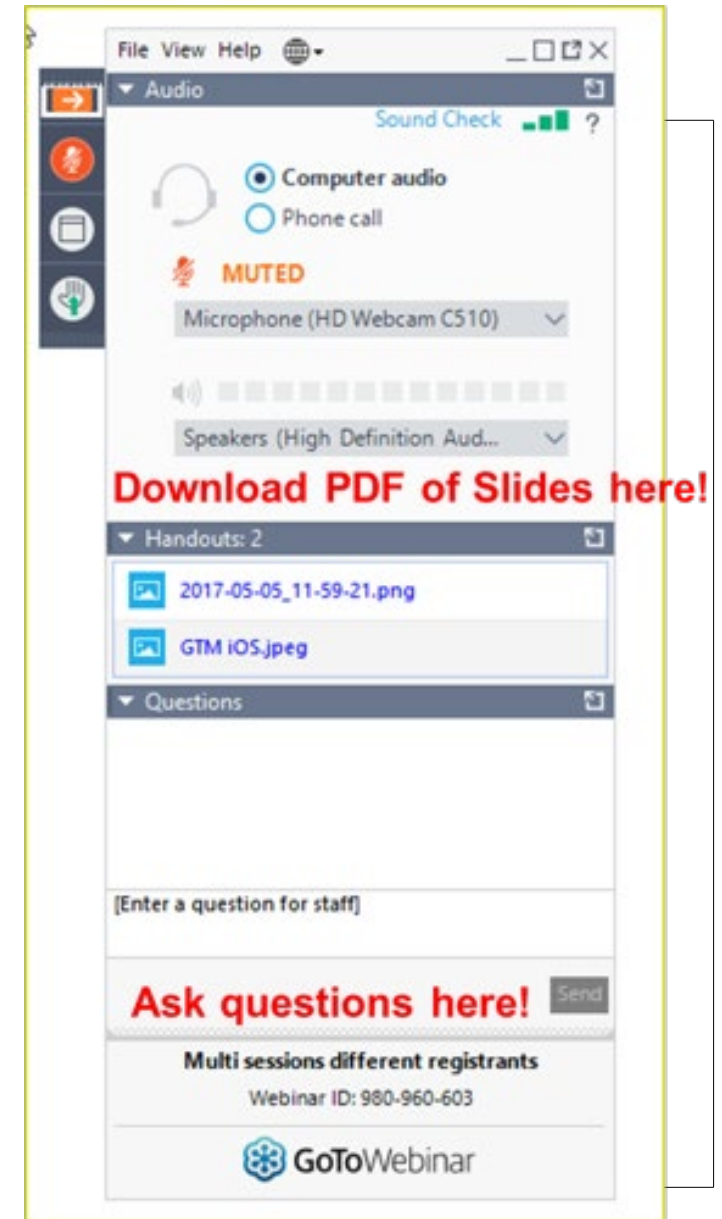 File View Help
Audio
Sound Check ?
Computer audio
Phone call
MUTED
Microphone (HD Webcam C510)
Speakers (High Definition Aud...
Download PDF of Slides here!
Handouts: 2
2017-05-05_11-59-21.png
GTM iOS.jpeg
Questions
[Enter a question for staff]
Ask questions here! Send
Multi sessions different registrants
Webinar ID: 980-960-603
GoToWebinar